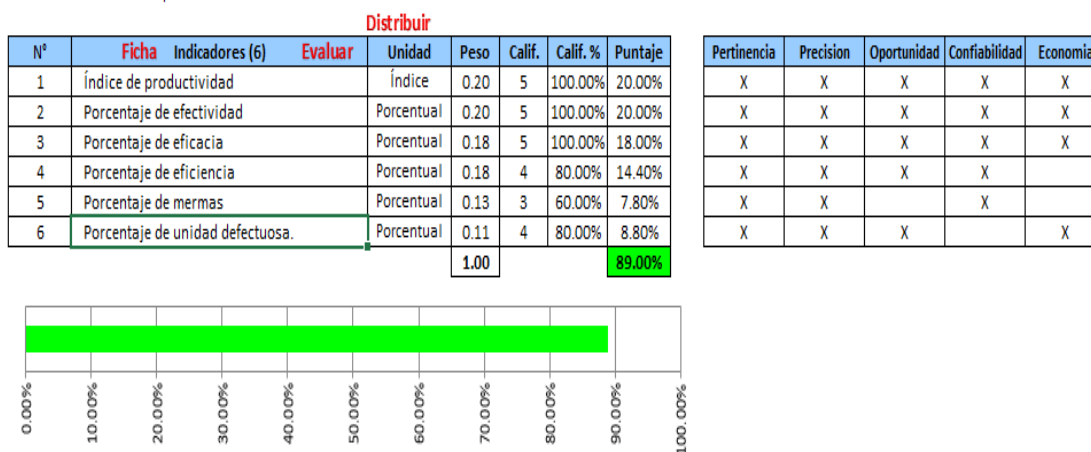 Distribuir
N° Ficha Indicadores (6) Evaluar Unidad Peso Calif. Calif. % Puntaje Pertinencia Precision Oportunidad Confiabilidad Economia
1 Índice de productividad Índice 0.20 5 100.00% 20.00% X X X X X
2 Porcentaje de efectividad Porcentual 0.20 5 100.00% 20.00% X X X X X
3 Porcentaje de eficacia Porcentual 0.18 5 100.00% 18.00% X X X X X
4 Porcentaje de eficiencia Porcentual 0.18 4 80.00% 14.40% X X X X
5 Porcentaje de mermas Porcentual 0.13 3 60.00% 7.80% X X X
6 Porcentaje de unidad defectuosa. Porcentual 0.11 4 80.00% 8.80% X X X X
1.00 89.00%
0.00% 10.00% 20.00% 30.00% 40.00% 50.00% 60.00% 70.00% 80.00% 90.00% 100.00%